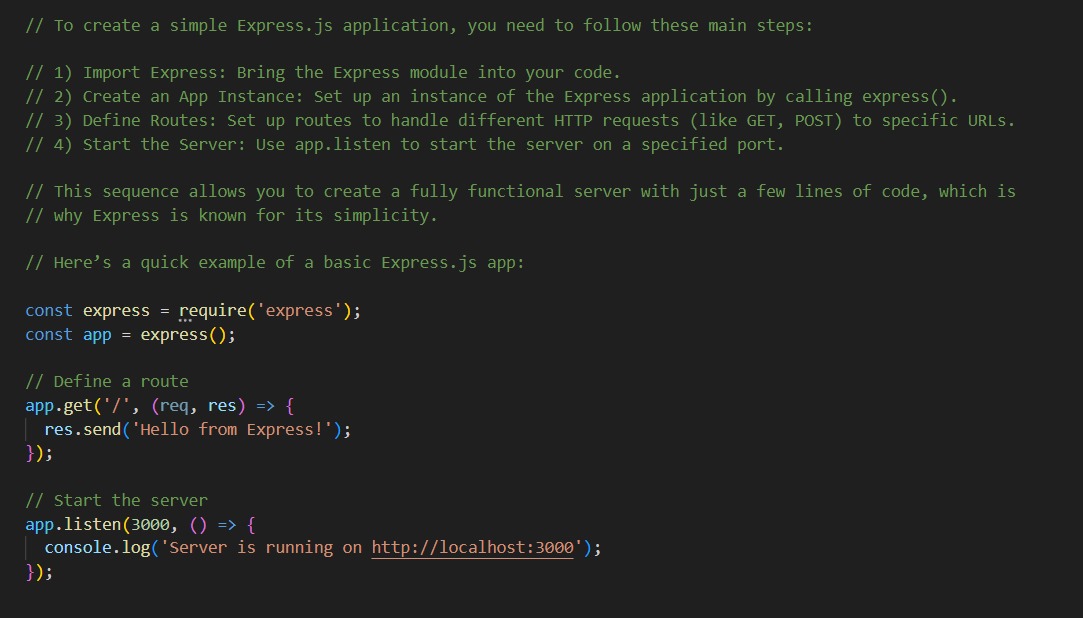 // To create a simple Express.js application, you need to follow these main steps:
// 1) Import Express: Bring the Express module into your code.
// 2) Create an App Instance: Set up an instance of the Express application by calling express().
// 3) Define Routes: Set up routes to handle different HTTP requests (like GET, POST) to specific URLs.
// 4) Start the Server: Use app.listen to start the server on a specified port.
// This sequence allows you to create a fully functional server with just a few lines of code, which is
// why Express is known for its simplicity.
// Here’s a quick example of a basic Express.js app:
const express = require('express');
const app = express();
// Define a route
app.get('/', (req, res) => {
  res.send('Hello from Express!');
});
// Start the server
app.listen(3000, () => {
  console.log('Server is running on http://localhost:3000');
});